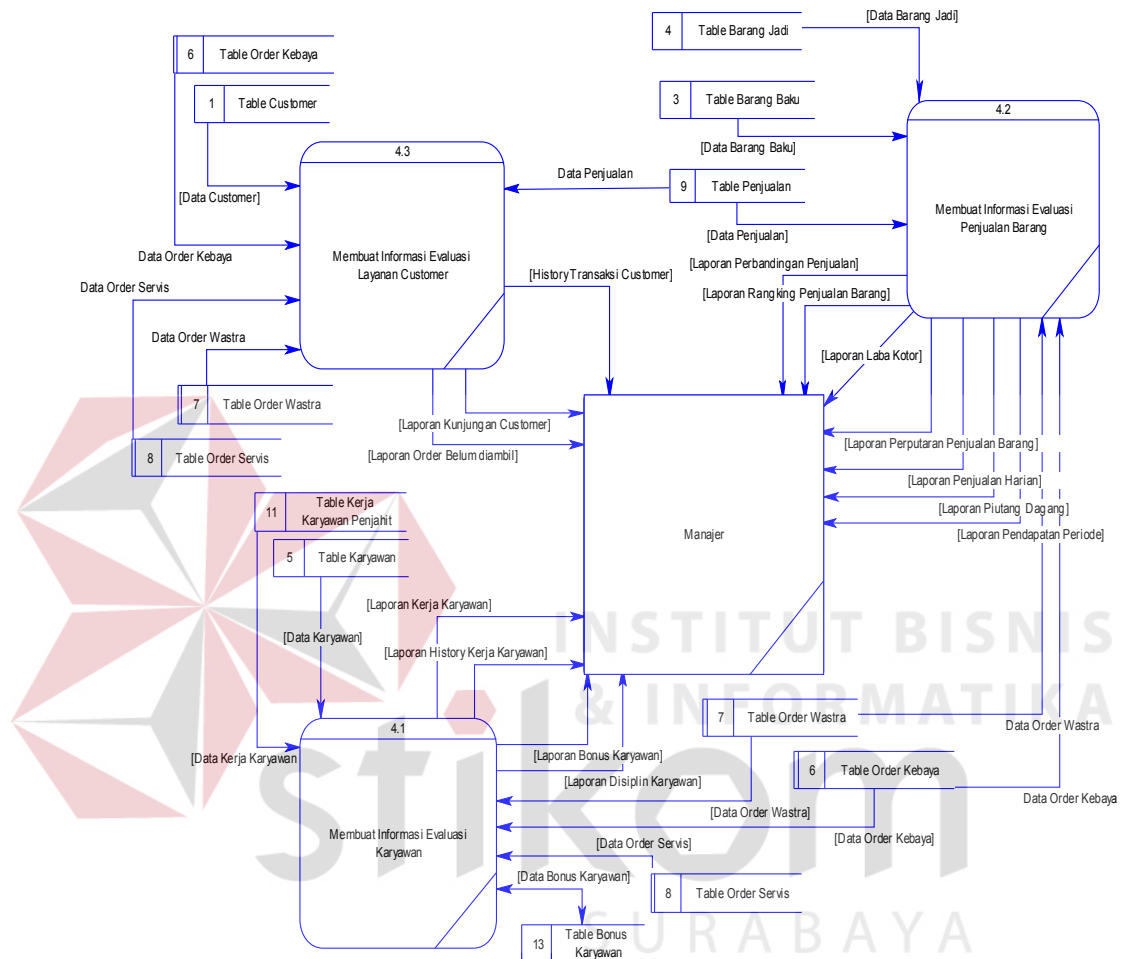 [Data Barang Jadi]
4 Table Barang Jadi
6 Table Order Kebaya
1 Table Customer
3 Table Barang Baku
4.2
[Data Barang Baku]
4.3
Data Penjualan
9 Table Penjualan
[Data Customer]
Membuat Informasi Evaluasi
Penjualan Barang
[Data Penjualan]
Data Order Kebaya
Membuat Informasi Evaluasi
Layanan Customer
[History Transaksi Customer]
[Laporan Perbandingan Penjualan]
Data Order Servis
[Laporan Rangking Penjualan Barang]
Data Order Wastra
[Laporan Laba Kotor]
7 Table Order Wastra
[Laporan Kunjungan Customer]
[Laporan Perputaran Penjualan Barang]
8 Table Order Servis
[Laporan Order Belum diambil]
[Laporan Penjualan Harian]
11 Table Kerja
Karyawan Penjahit
[Laporan Piutang Dagang]
Manajer
[Laporan Pendapatan Periode]
5 Table Karyawan
[Laporan Kerja Karyawan]
[Data Karyawan]
[Laporan History Kerja Karyawan]
INSTITUT BISNIS
& INFORMATIKA
7 Table Order Wastra
Data Order Wastra
4.1
[Data Kerja Karyawan]
[Laporan Bonus Karyawan]
6 Table Order Kebaya
[Laporan Disiplin Karyawan]
Data Order Kebaya
stikom
[Data Order Wastra]
Membuat Informasi Evaluasi
Karyawan
[Data Order Kebaya]
[Data Order Servis]
[Data Bonus Karyawan]
8 Table Order Servis
13 Table Bonus
Karyawan
SURABAYA